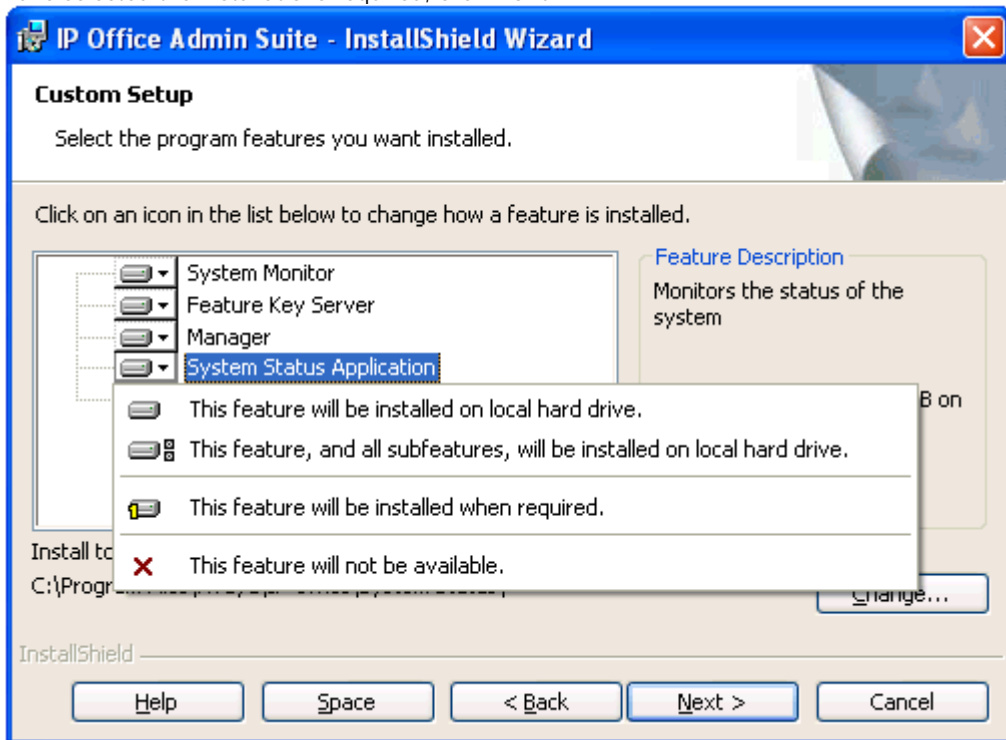 IP Office Admin Suite - InstallShield Wizard
Custom Setup
Select the program features you want installed.
Click on an icon in the list below to change how a feature is installed.
System Monitor
Feature Key Server
Manager
System Status Application
Feature Description
Monitors the status of the
system
B on
This feature will be installed on local hard drive.
This feature, and all subfeatures, will be installed on local hard drive.
This feature will be installed when required.
This feature will not be available.
Install to
C:\Progr
Change...
InstallShield
Help
Space
< Back
Next >
Cancel